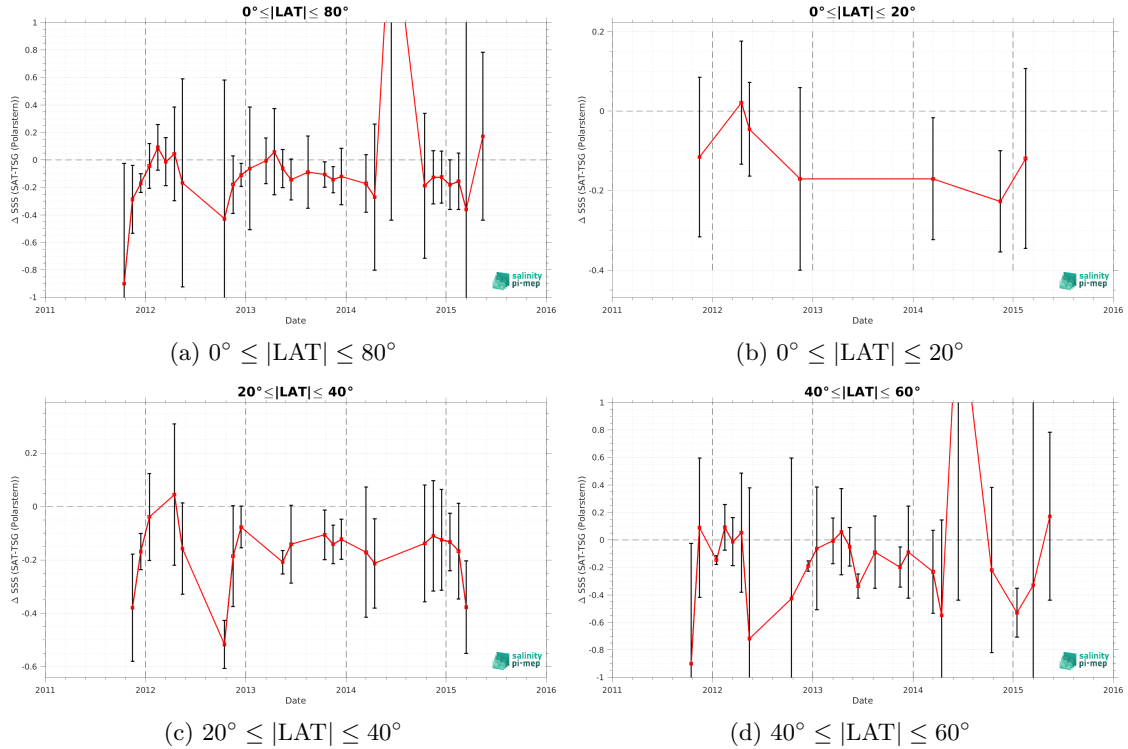 0°≤|LAT|≤ 80°
Δ SSS (SAT-TSG (Polarstern))
1
0.8
0.6
0.4
0.2
0
-0.2
-0.4
-0.6
-0.8
-1
2011 2012 2013 2014 2015 2016
Date
salinity
pi-mep
(a) 0° ≤ |LAT| ≤ 80°
0°≤|LAT|≤ 20°
Δ SSS (SAT-TSG (Polarstern))
0.2
0
-0.2
-0.4
2011 2012 2013 2014 2015 2016
Date
salinity
pi-mep
(b) 0° ≤ |LAT| ≤ 20°
20°≤|LAT|≤ 40°
Δ SSS (SAT-TSG (Polarstern))
0.2
0
-0.2
-0.4
-0.6
2011 2012 2013 2014 2015 2016
Date
salinity
pi-mep
(c) 20° ≤ |LAT| ≤ 40°
40°≤|LAT|≤ 60°
Δ SSS (SAT-TSG (Polarstern))
1
0.8
0.6
0.4
0.2
0
-0.2
-0.4
-0.6
-0.8
-1
2011 2012 2013 2014 2015 2016
Date
salinity
pi-mep
(d) 40° ≤ |LAT| ≤ 60°